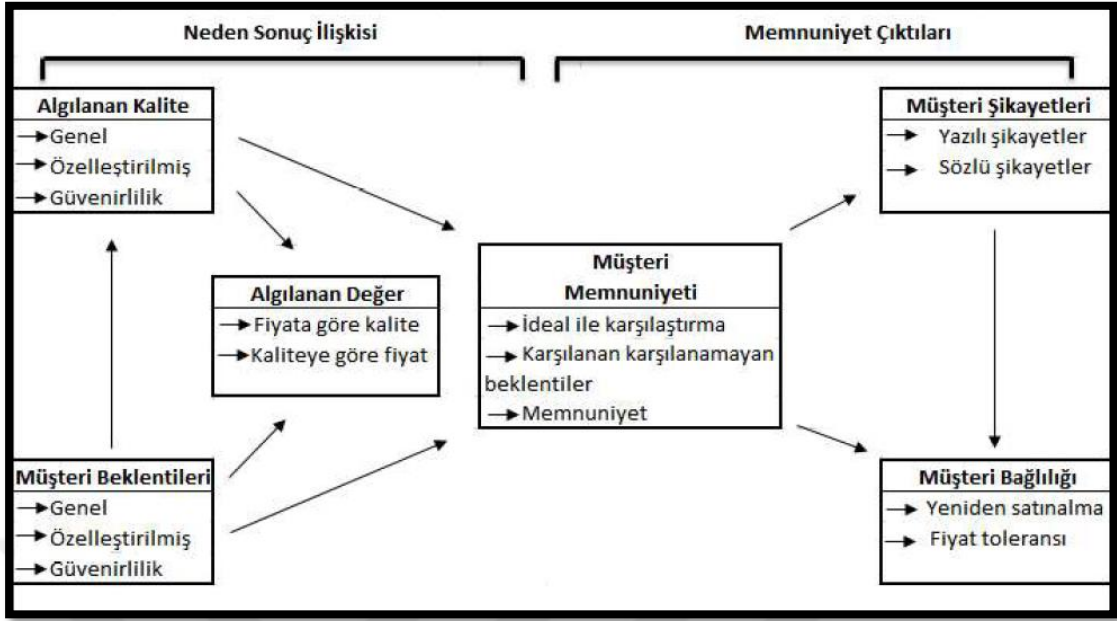 Neden Sonuç İlişkisi
Memnuniyet Çıktıları
Algılanan Kalite
Genel
Özelleştirilmiş
Güvenirlilik
Müşteri Şikayetleri
Yazılı şikayetler
Sözlü şikayetler
Algılanan Değer
Fiyata göre kalite
Kaliteye göre fiyat
Müşteri
Memnuniyeti
İdeal ile karşılaştırma
Karşılanan karşılanamayan
beklentiler
Memnuniyet
Müşteri Beklentileri
Genel
Özelleştirilmiş
Güvenirlilik
Müşteri Bağlılığı
Yeniden satınalma
Fiyat toleransı